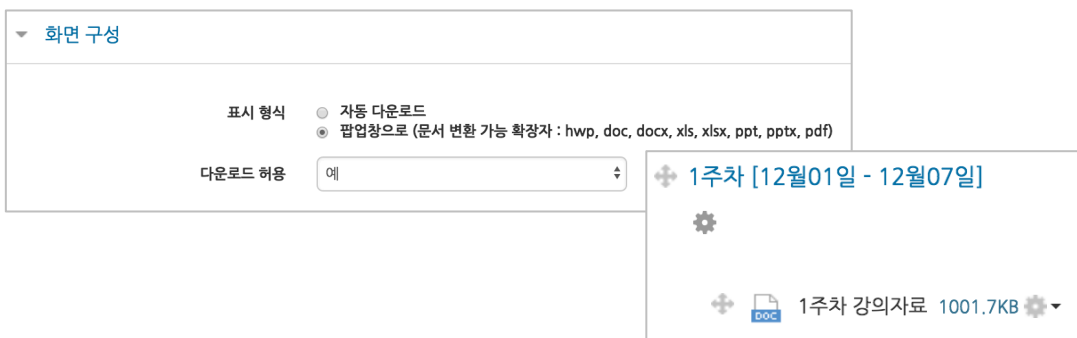 화면 구성
표시 형식
자동 다운로드
팝업창으로 (문서 변환 가능 확장자 : hwp, doc, docx, xls, xlsx, ppt, pptx, pdf)
다운로드 허용
예
1주차 [12월01일 - 12월07일]
DOC 1주차 강의자료 1001.7KB